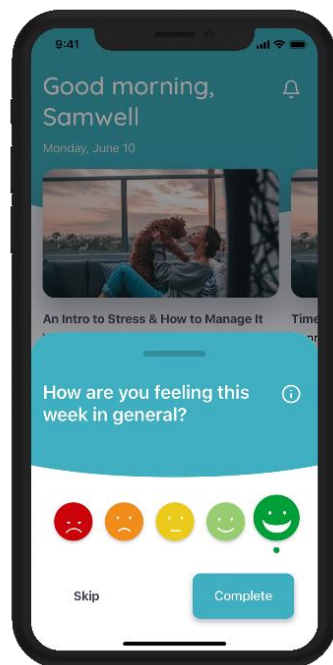 9:41
Good morning,
Samwell
Monday, June 10
An Intro to Stress & How to Manage It
Time
How are you feeling this
week in general?
Skip
Complete